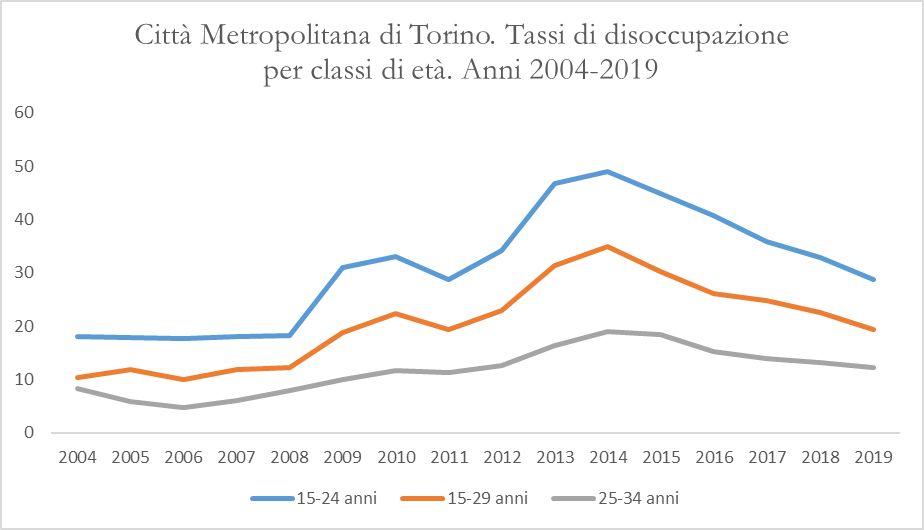 Città Metropolitana di Torino. Tassi di disoccupazione
per classi di età. Anni 2004-2019
60
50
40
30
20
10
0
2004 2005 2006 2007 2008 2009 2010 2011 2012 2013 2014 2015 2016 2017 2018 2019
15-24 anni 15-29 anni 25-34 anni